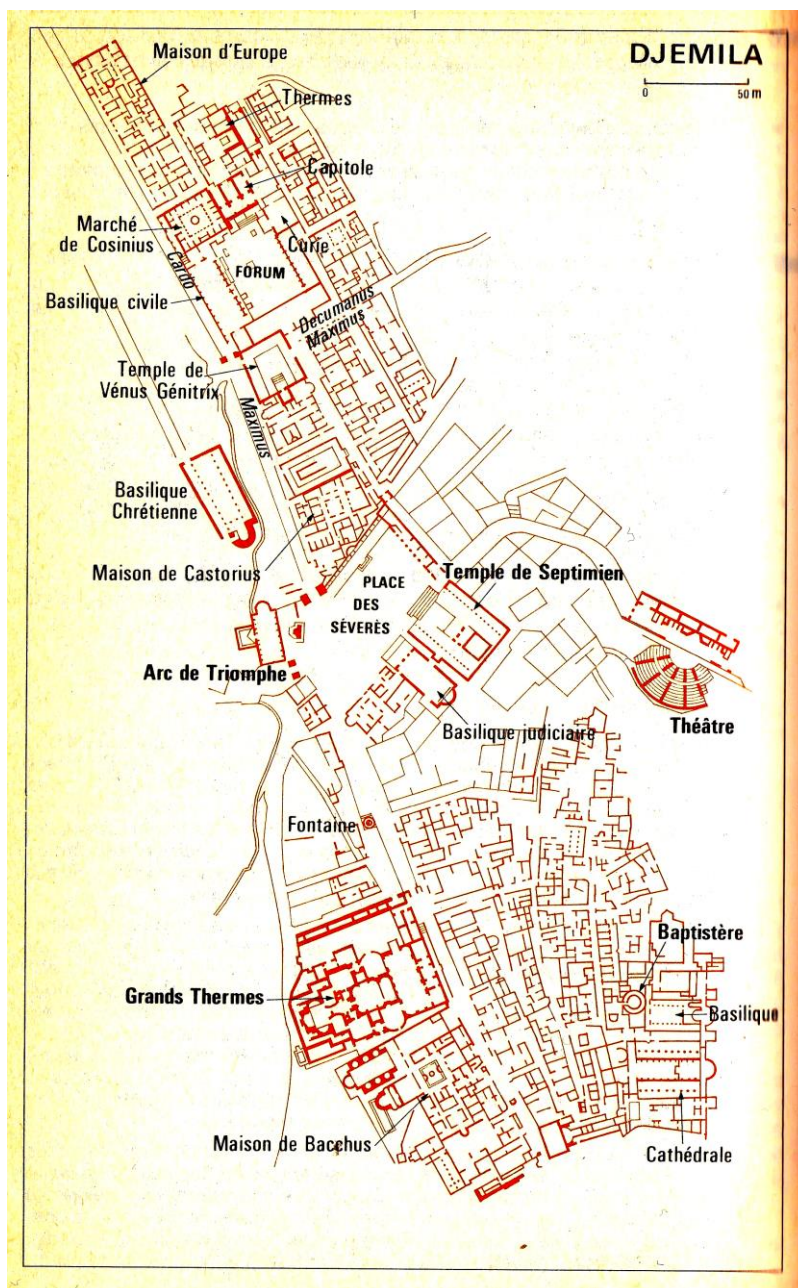 DJEMILA
0 50 m
Maison d'Europe
Thermes
Capitole
Marché
de Cosinius
Curie
Cardo
FORUM
Basilique civile
Decumanus
Maximus
Temple de
Vénus Génitrix
Maximus
Basilique
Chrétienne
Maison de Castorius
PLACE
DES
SÉVERÈS
Temple de Septimien
Arc de Triomphe
Basilique judiciaire
Théâtre
Fontaine
Baptistère
Grands Thermes
Basilique
Maison de Bacchus
Cathédrale